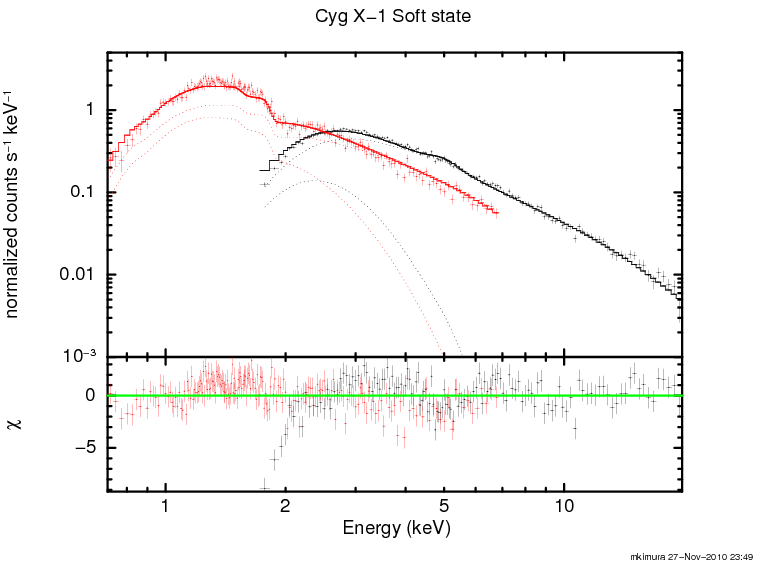 Cyg X−1 Soft state
normalized counts s⁻¹ keV⁻¹
1
0.1
0.01
10⁻³
0
−5
χ
1 2 5 10
Energy (keV)
mkimura 27−Nov−2010 23:49